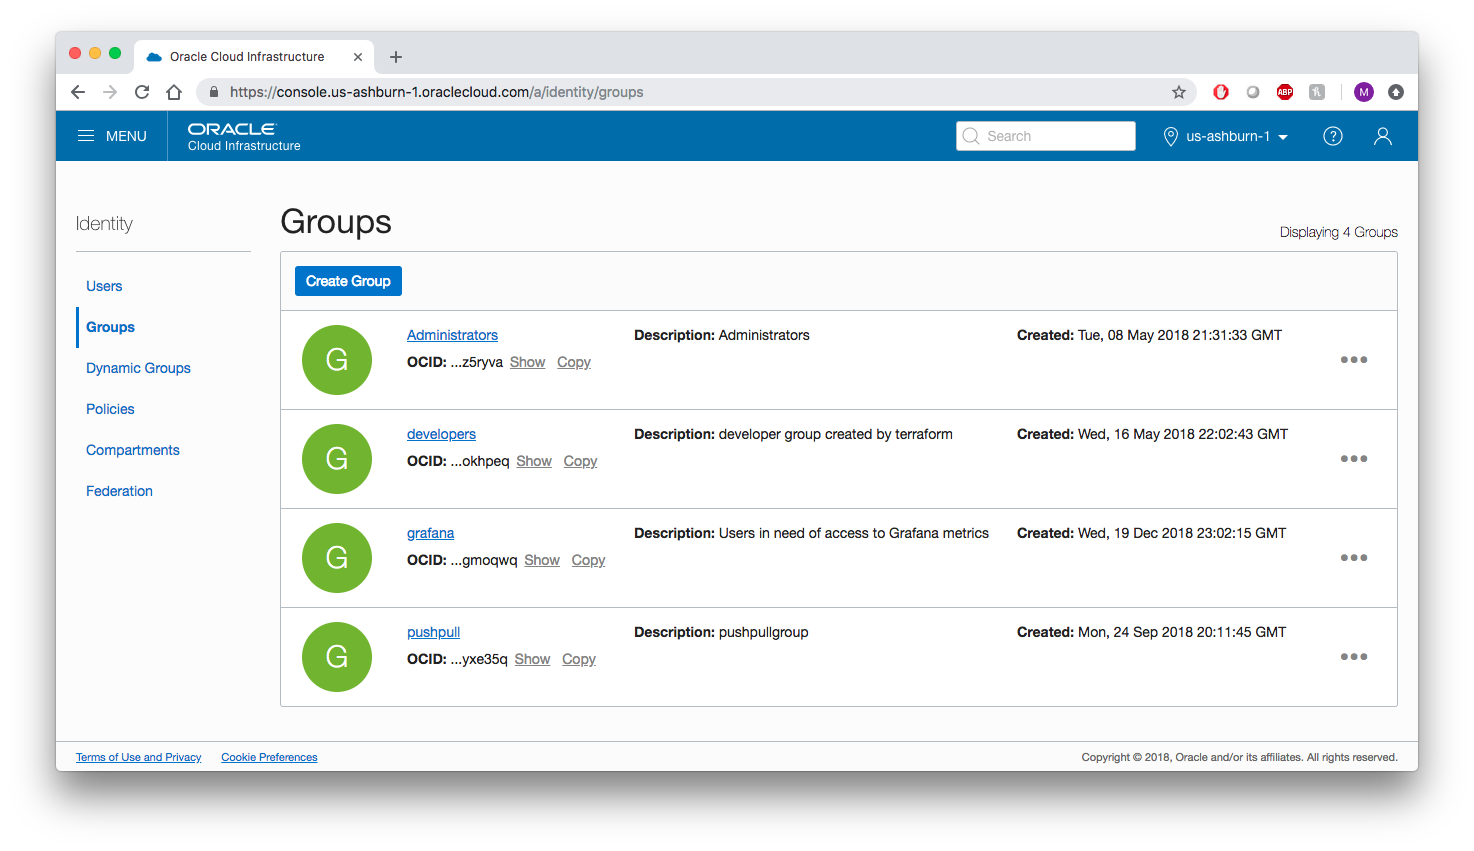 Oracle Cloud Infrastructure
https://console.us-ashburn-1.oraclecloud.com/a/identity/groups
ABP
M
MENU
ORACLE
Cloud Infrastructure
Search
us-ashburn-1
?
Identity
Groups
Displaying 4 Groups
Users
Groups
Dynamic Groups
Policies
Compartments
Federation
Create Group
G
Administrators
Description: Administrators
Created: Tue, 08 May 2018 21:31:33 GMT
OCID: ...z5ryva Show Copy
G
developers
Description: developer group created by terraform
Created: Wed, 16 May 2018 22:02:43 GMT
OCID: ...okhpeq Show Copy
G
grafana
Description: Users in need of access to Grafana metrics
Created: Wed, 19 Dec 2018 23:02:15 GMT
OCID: ...gmoqwq Show Copy
G
pushpull
Description: pushpullgroup
Created: Mon, 24 Sep 2018 20:11:45 GMT
OCID: ...yxe35q Show Copy
Terms of Use and Privacy
Cookie Preferences
Copyright © 2018, Oracle and/or its affiliates. All rights reserved.